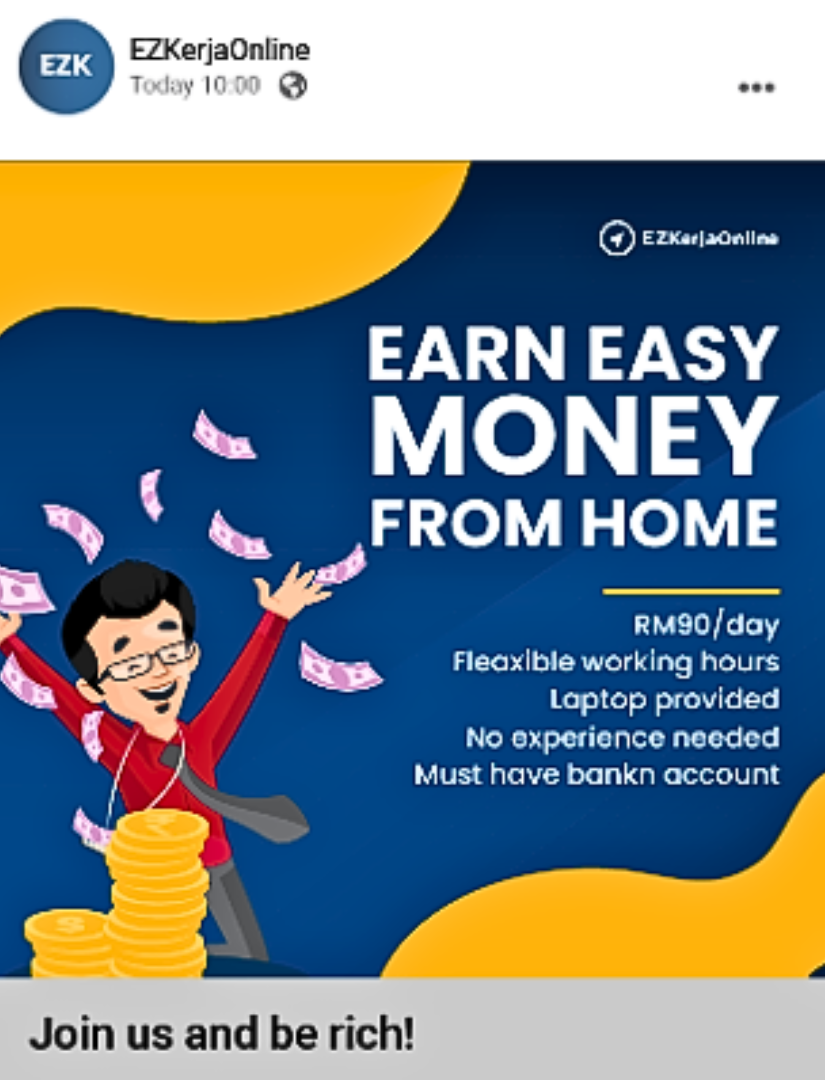 EZK
EZKerjaOnline
Today 10:00
EZKerjaOnline
EARN EASY
MONEY
FROM HOME
RM90/day
Fleaxible working hours
Laptop provided
No experience needed
Must have bankn account
Join us and be rich!